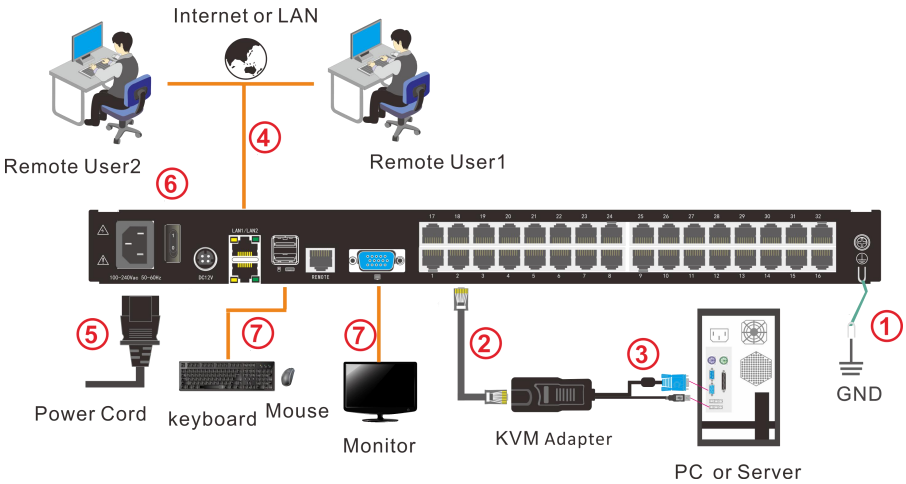 Internet or LAN
Remote User2
④
Remote User1
⑥
LAN1/LAN2
17 18 19 20 21 22 23 24 25 26 27 28 29 30 31 32
100-240Vac 50-60Hz
DC12V
REMOTE
1 2 3 4 5 6 7 8 9 10 11 12 13 14 15 16
⑤
⑦
⑦
②
③
①
Power Cord
keyboard
Mouse
Monitor
KVM Adapter
GND
PC or Server